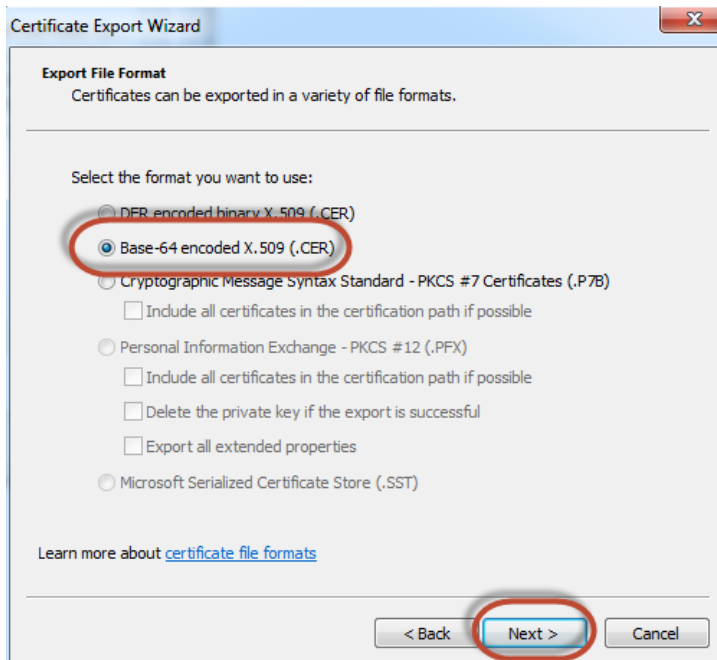 Certificate Export Wizard
Export File Format
Certificates can be exported in a variety of file formats.
Select the format you want to use:
DER encoded binary X.509 (.CER)
Base-64 encoded X.509 (.CER)
Cryptographic Message Syntax Standard - PKCS #7 Certificates (.P7B)
Include all certificates in the certification path if possible
Personal Information Exchange - PKCS #12 (.PFX)
Include all certificates in the certification path if possible
Delete the private key if the export is successful
Export all extended properties
Microsoft Serialized Certificate Store (.SST)
Learn more about certificate file formats
< Back Next > Cancel